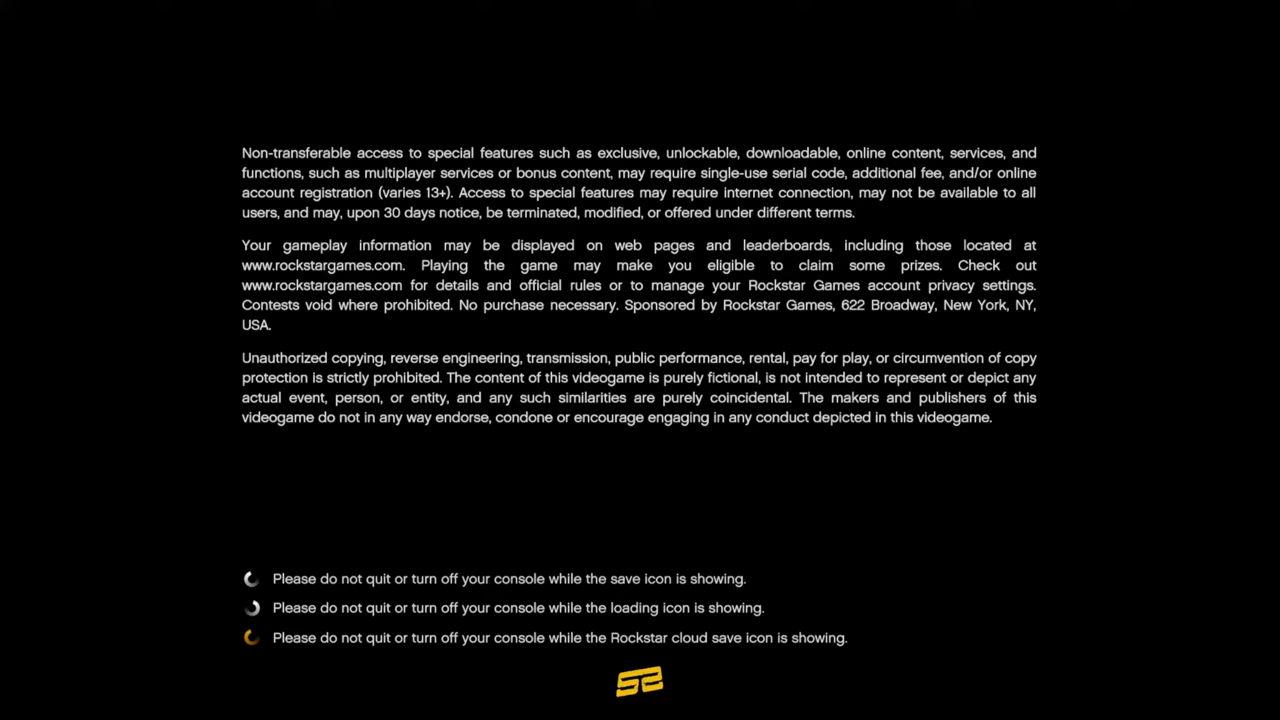 Non-transferable access to special features such as exclusive, unlockable, downloadable, online content, services, and
functions, such as multiplayer services or bonus content, may require single-use serial code, additional fee, and/or online
account registration (varies 13+). Access to special features may require internet connection, may not be available to all
users, and may, upon 30 days notice, be terminated, modified, or offered under different terms.
Your gameplay information may be displayed on web pages and leaderboards, including those located at
www.rockstargames.com. Playing the game may make you eligible to claim some prizes. Check out
www.rockstargames.com for details and official rules or to manage your Rockstar Games account privacy settings.
Contests void where prohibited. No purchase necessary. Sponsored by Rockstar Games, 622 Broadway, New York, NY,
USA.
Unauthorized copying, reverse engineering, transmission, public performance, rental, pay for play, or circumvention of copy
protection is strictly prohibited. The content of this videogame is purely fictional, is not intended to represent or depict any
actual event, person, or entity, and any such similarities are purely coincidental. The makers and publishers of this
videogame do not in any way endorse, condone or encourage engaging in any conduct depicted in this videogame.
Please do not quit or turn off your console while the save icon is showing.
Please do not quit or turn off your console while the loading icon is showing.
Please do not quit or turn off your console while the Rockstar cloud save icon is showing.